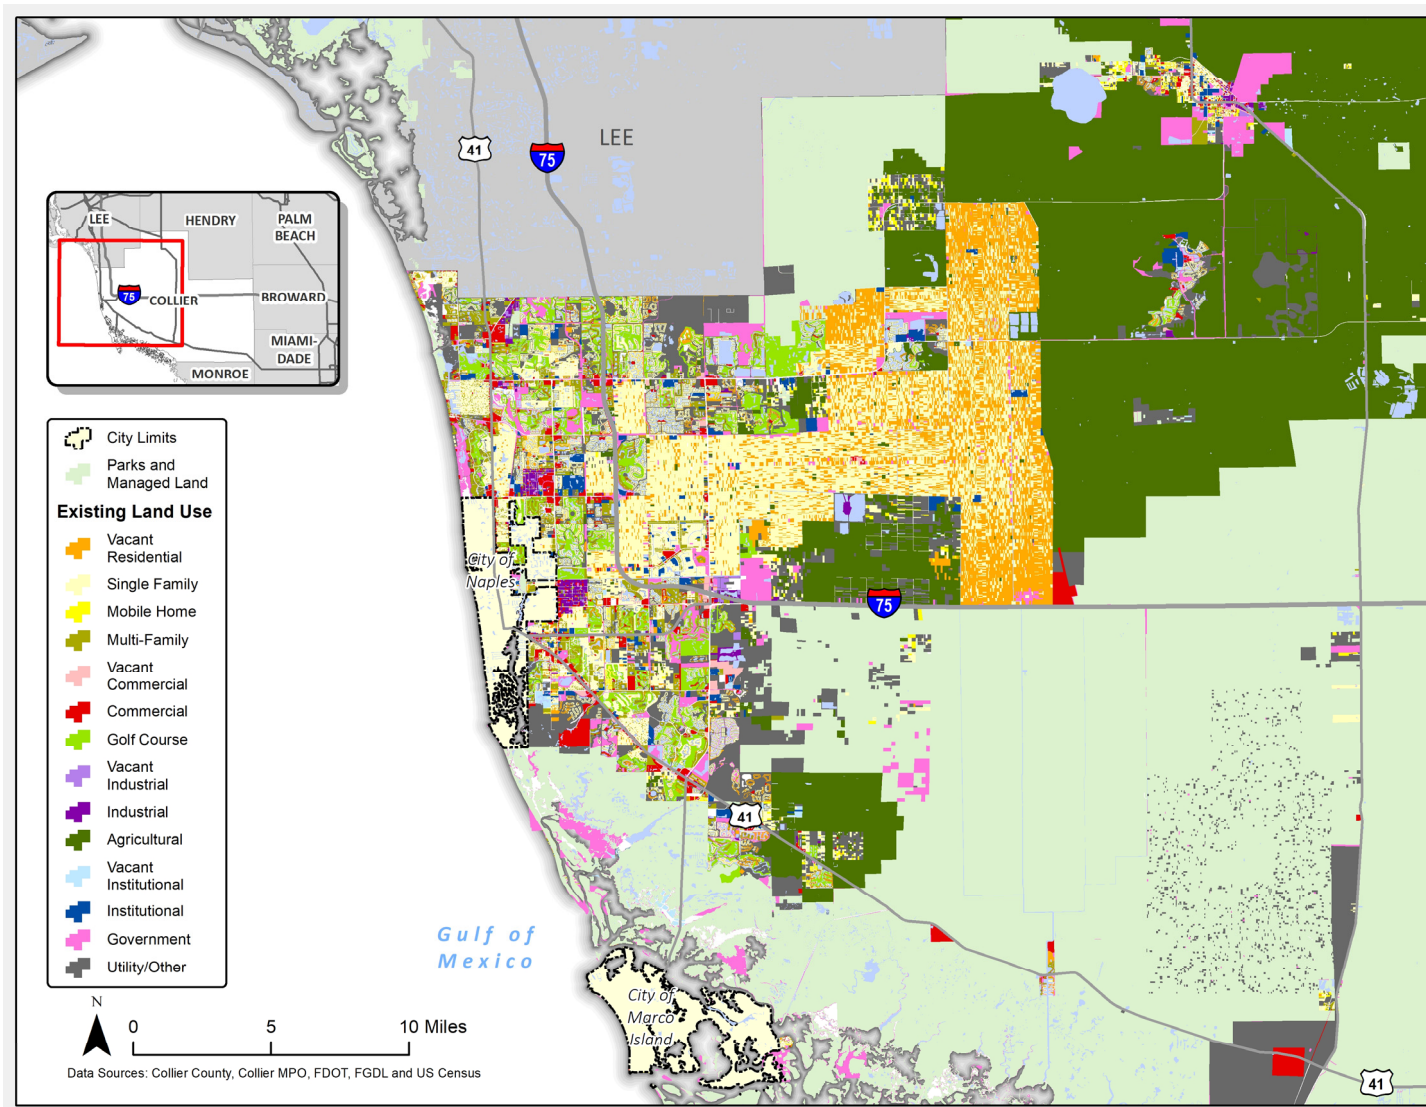 41
75
LEE
LEE
HENDRY
PALM
BEACH
75
COLLIER
BROWARD
MIAMI-
DADE
MONROE
City Limits
Parks and
Managed Land
Existing Land Use
Vacant
Residential
Single Family
Mobile Home
Multi-Family
Vacant
Commercial
Commercial
Golf Course
Vacant
Industrial
Industrial
Agricultural
Vacant
Institutional
Institutional
Government
Utility/Other
City of
Naples
75
41
Gulf of
Mexico
City of
Marco
Island
N
0 5 10 Miles
Data Sources: Collier County, Collier MPO, FDOT, FGDL and US Census
41